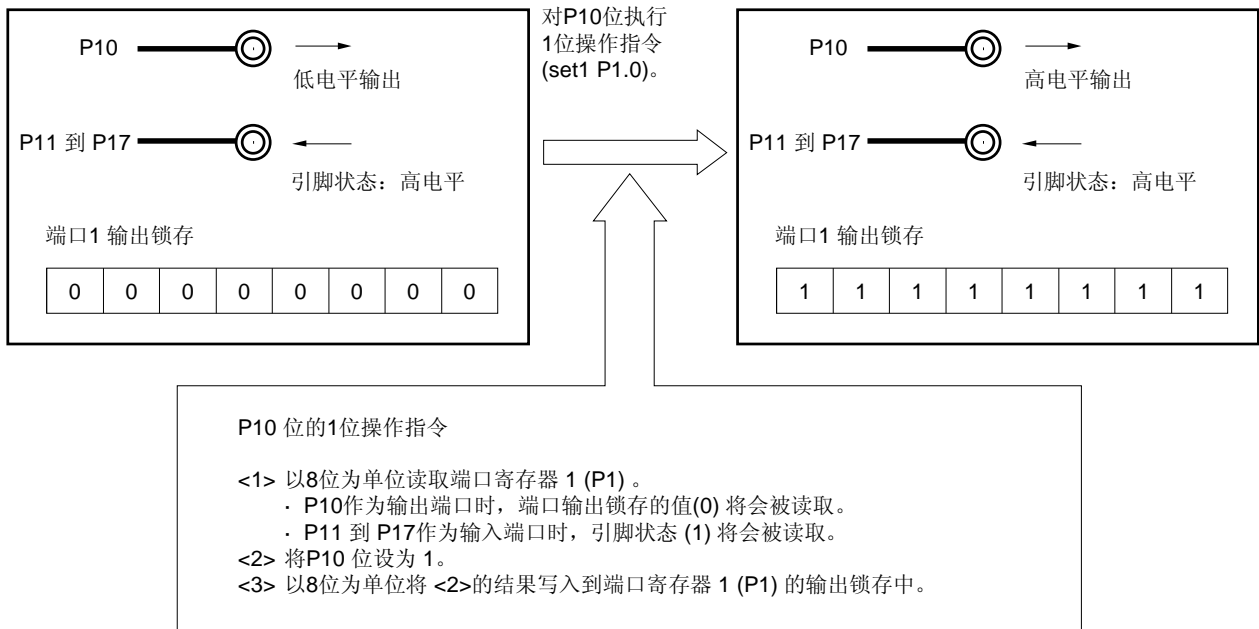 P10
低电平输出
P11 到 P17
引脚状态：高电平
端口1 输出锁存
0 0 0 0 0 0 0 0
对P10位执行
1位操作指令
(set1 P1.0)。
P10
高电平输出
P11 到 P17
引脚状态：高电平
端口1 输出锁存
1 1 1 1 1 1 1 1
P10 位的1位操作指令
<1> 以8位为单位读取端口寄存器 1 (P1) 。
· P10作为输出端口时，端口输出锁存的值(0) 将会被读取。
· P11 到 P17作为输入端口时，引脚状态 (1) 将会被读取。
<2> 将P10 位设为 1。
<3> 以8位为单位将 <2>的结果写入到端口寄存器 1 (P1) 的输出锁存中。